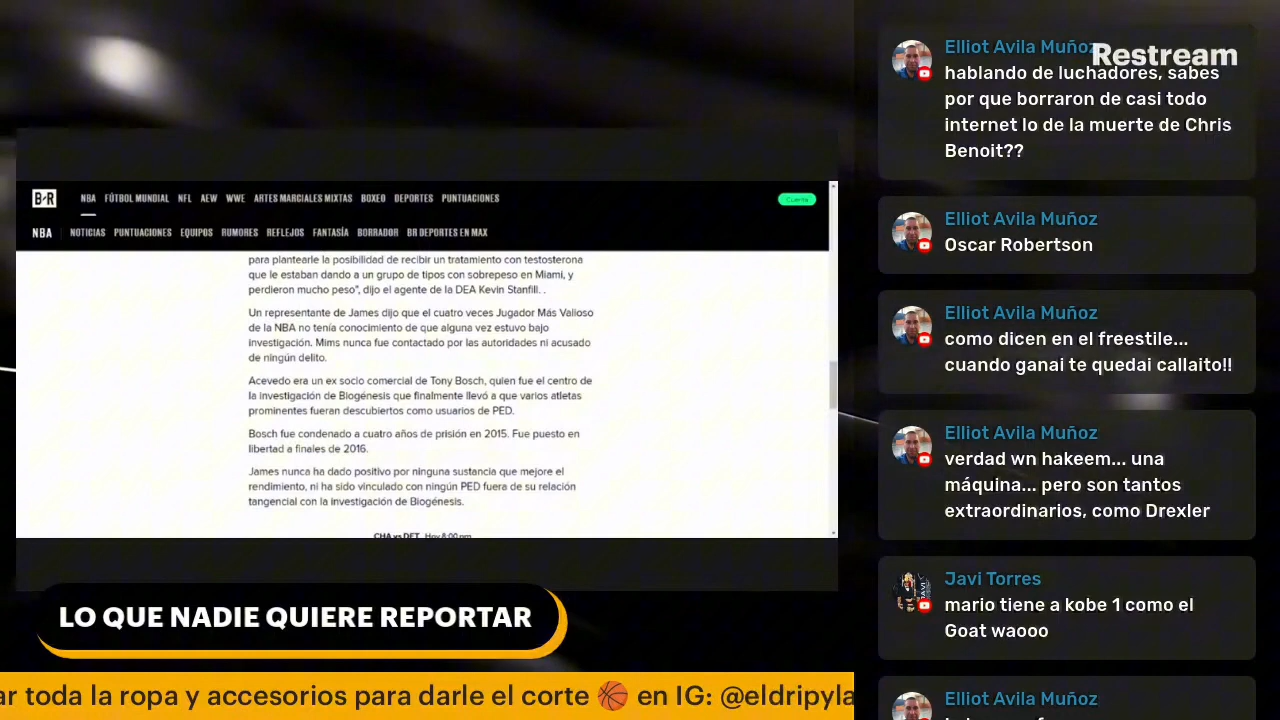 B/R
NBA FÚTBOL MUNDIAL NFL AEW WWE ARTES MARCIALES MIXTAS BOXEO DEPORTES PUNTUACIONES
Cuenta
NBA NOTICIAS PUNTUACIONES EQUIPOS RUMORES REFLEJOS FANTASÍA BORRADOR BR DEPORTES EN MAX
para plantearle la posibilidad de recibir un tratamiento con testosterona
que le estaban dando a un grupo de tipos con sobrepeso en Miami, y
perdieron mucho peso", dijo el agente de la DEA Kevin Stanfill. .
Un representante de James dijo que el cuatro veces Jugador Más Valioso
de la NBA no tenía conocimiento de que alguna vez estuvo bajo
investigación. Mims nunca fue contactado por las autoridades ni acusado
de ningún delito.
Acevedo era un ex socio comercial de Tony Bosch, quien fue el centro de
la investigación de Biogénesis que finalmente llevó a que varios atletas
prominentes fueran descubiertos como usuarios de PED.
Bosch fue condenado a cuatro años de prisión en 2015. Fue puesto en
libertad a finales de 2016.
James nunca ha dado positivo por ninguna sustancia que mejore el
rendimiento, ni ha sido vinculado con ningún PED fuera de su relación
tangencial con la investigación de Biogénesis.
CHA vs DET Hoy 8:00 pm
LO QUE NADIE QUIERE REPORTAR
ar toda la ropa y accesorios para darle el corte 🏀 en IG: @eldripyla
Restream
Elliot Avila Muñoz
hablando de luchadores, sabes
por que borraron de casi todo
internet lo de la muerte de Chris
Benoit??
Elliot Avila Muñoz
Oscar Robertson
Elliot Avila Muñoz
como dicen en el freestile...
cuando ganai te quedai callaito!!
Elliot Avila Muñoz
verdad wn hakeem... una
máquina... pero son tantos
extraordinarios, como Drexler
Javi Torres
mario tiene a kobe 1 como el
Goat waooo
Elliot Avila Muñoz